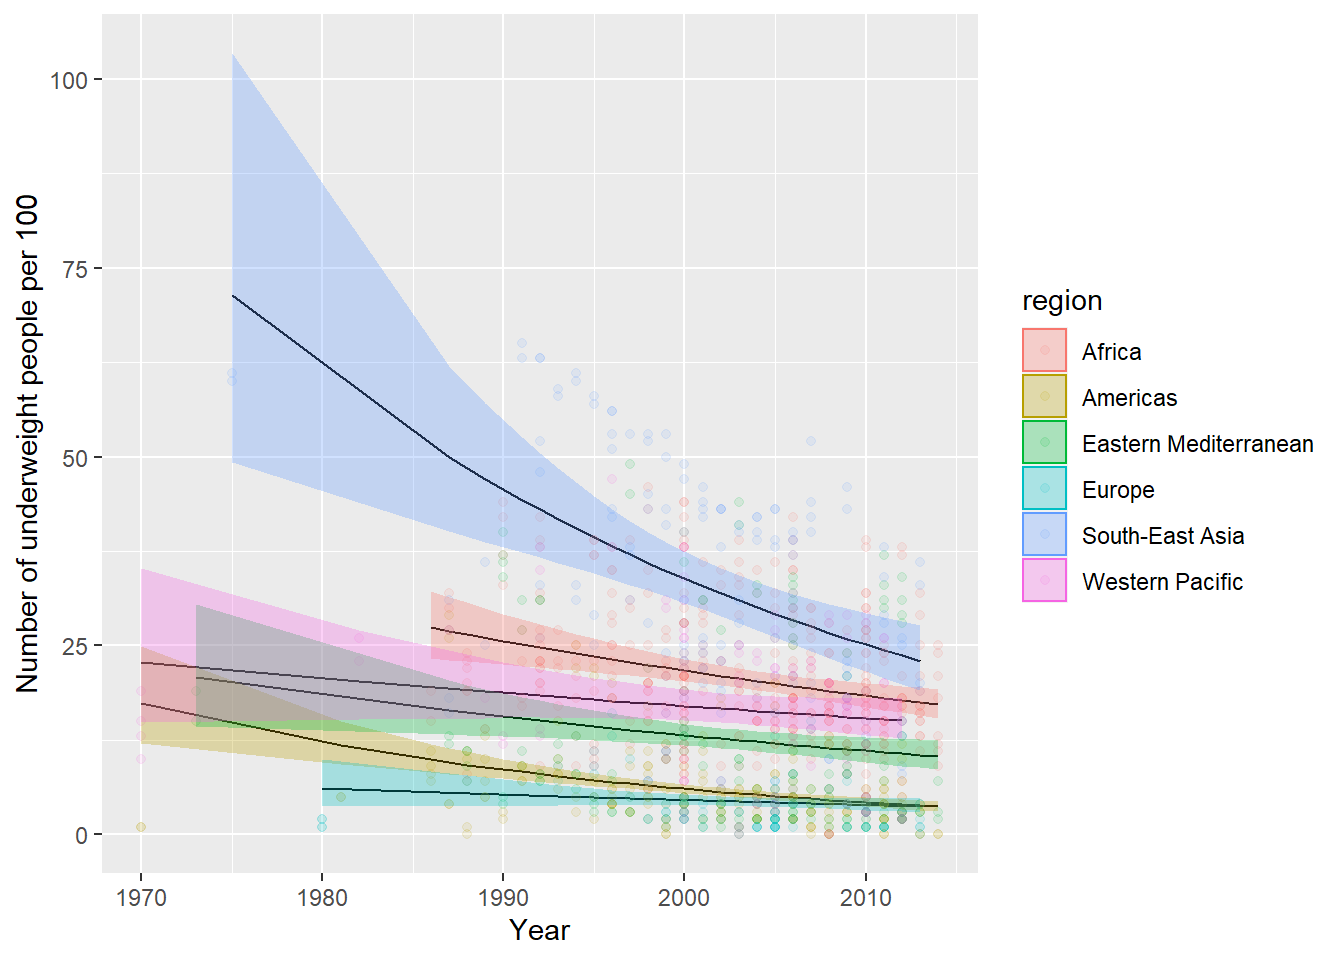 Number of underweight people per 100
100
75
50
25
0
1970
1980
1990
2000
2010
Year
region
Africa
Americas
Eastern Mediterranean
Europe
South-East Asia
Western Pacific